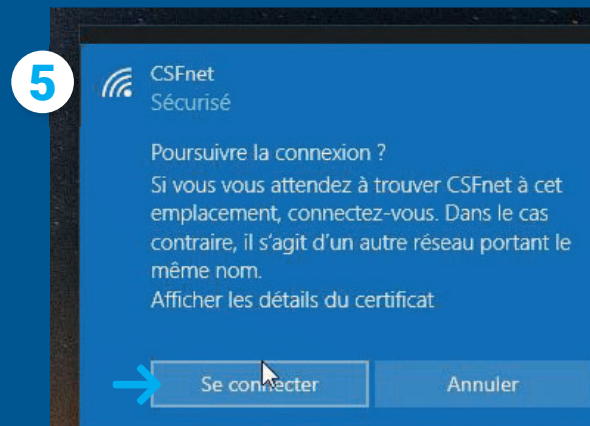 5
CSFnet
Sécurisé
Poursuivre la connexion ?
Si vous vous attendez à trouver CSFnet à cet
emplacement, connectez-vous. Dans le cas
contraire, il s'agit d'un autre réseau portant le
même nom.
Afficher les détails du certificat
Se connecter
Annuler